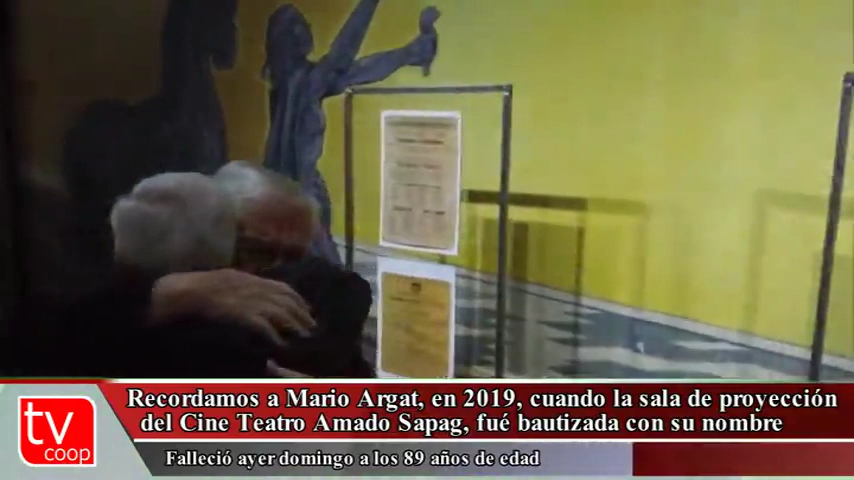 Recordamos a Mario Argat, en 2019, cuando la sala de proyección
del Cine Teatro Amado Sapag, fué bautizada con su nombre
tv
coop
Falleció ayer domingo a los 89 años de edad